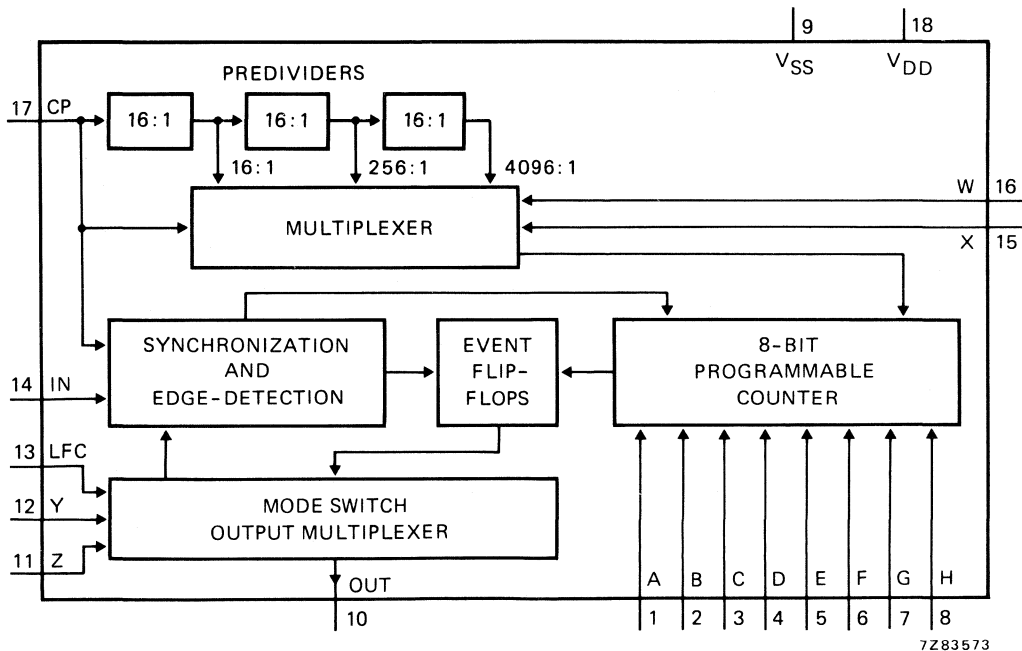 9 18
VSS VDD
PREDIVIDERS
17 CP 16:1 16:1 16:1
16:1 256:1 4096:1
MULTIPLEXER
W 16
X 15
SYNCHRONIZATION
AND
EDGE-DETECTION
EVENT
FLIP-
FLOPS
8-BIT
PROGRAMMABLE
COUNTER
14 IN
13 LFC
12 Y
11 Z
MODE SWITCH
OUTPUT MULTIPLEXER
OUT
10
A B C D E F G H
1 2 3 4 5 6 7 8
7Z83573